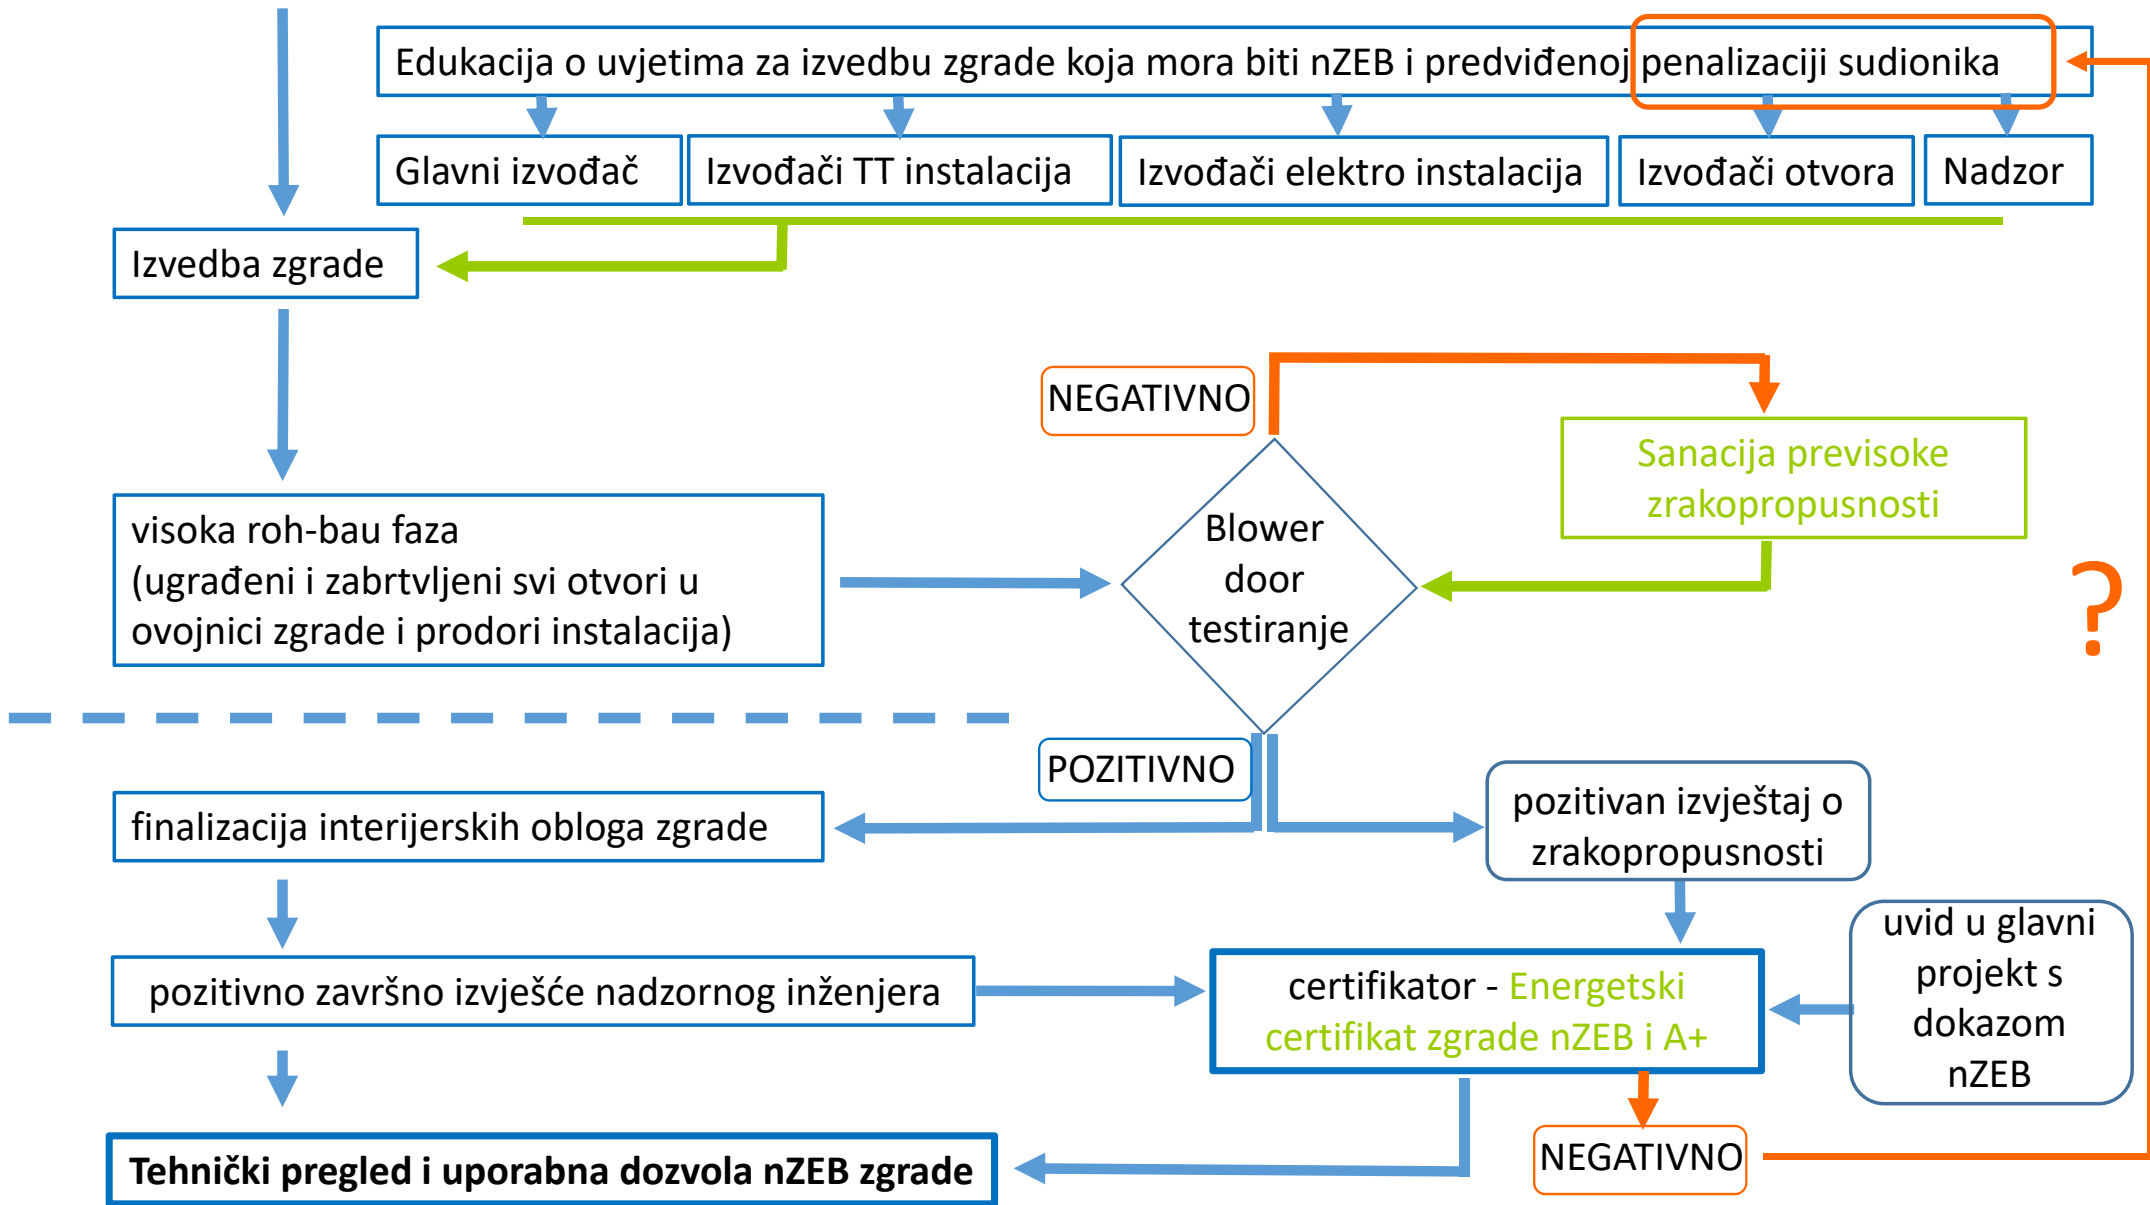 Edukacija o uvjetima za izvedbu zgrade koja mora biti nZEB i predviđenoj penalizaciji sudionika
Glavni izvođač
Izvođači TT instalacija
Izvođači elektro instalacija
Izvođači otvora
Nadzor
Izvedba zgrade
NEGATIVNO
Sanacija previsoke
zrakopropusnosti
visoka roh-bau faza
(ugrađeni i zabrtvljeni svi otvori u
ovojnici zgrade i prodori instalacija)
Blower
door
testiranje
?
POZITIVNO
finalizacija interijerskih obloga zgrade
pozitivan izvještaj o
zrakopropusnosti
pozitivno završno izvješće nadzornog inženjera
certifikator - Energetski
certifikat zgrade nZEB i A+
uvid u glavni
projekt s
dokazom
nZEB
Tehnički pregled i uporabna dozvola nZEB zgrade
NEGATIVNO